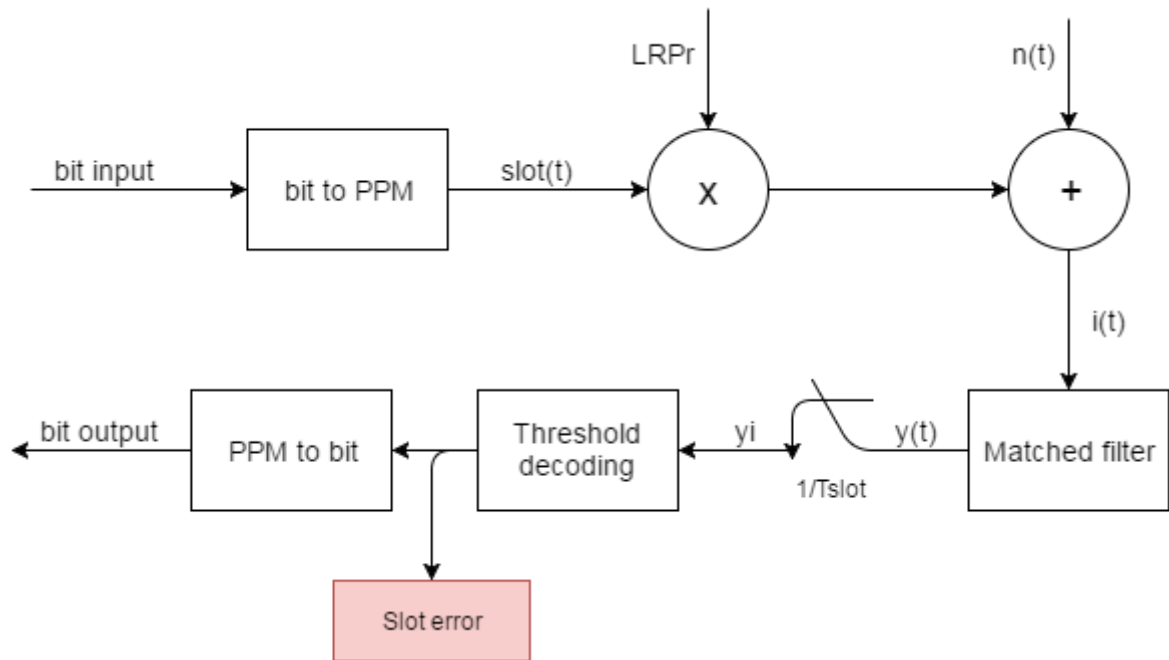 LRPr
n(t)
bit input
bit to PPM
slot(t)
x
+
i(t)
bit output
PPM to bit
Threshold
decoding
yi
1/Tslot
y(t)
Matched filter
Slot error